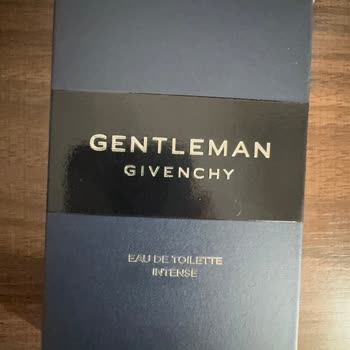 GENTLEMAN
GIVENCHY
EAU DE TOILETTE
INTENSE